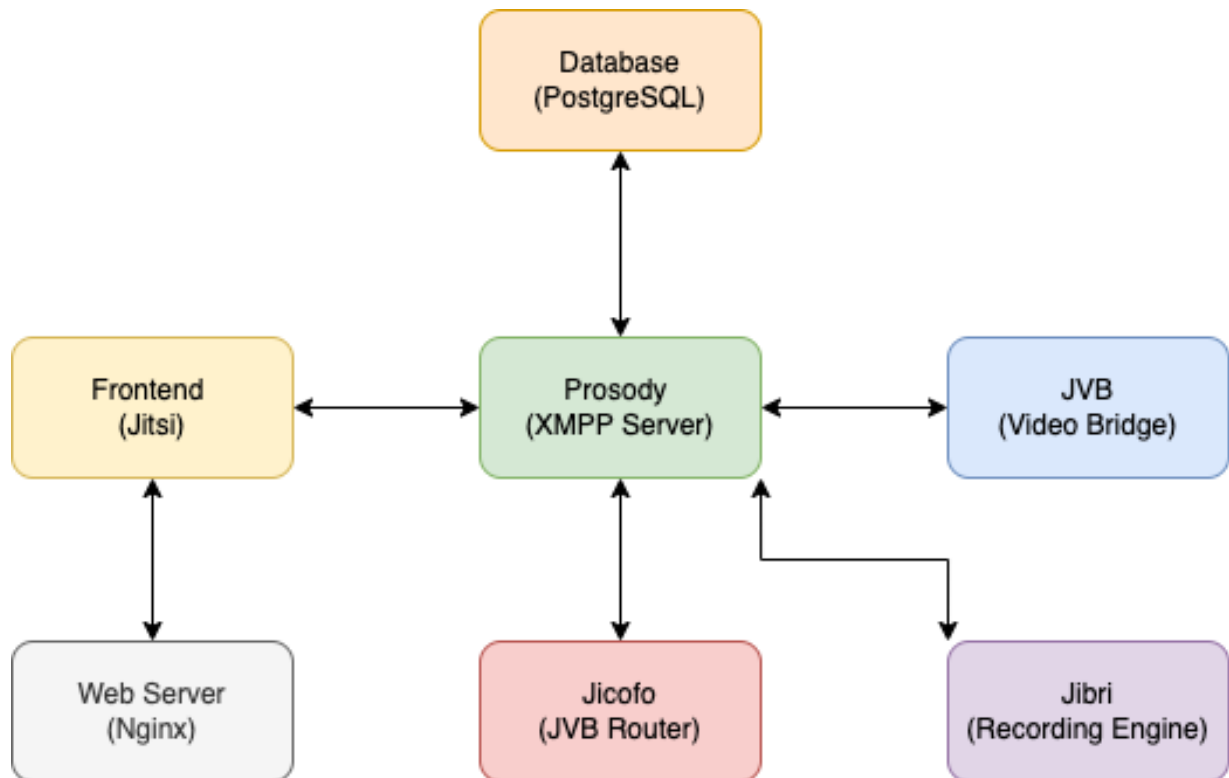 Database
(PostgreSQL)
Frontend
(Jitsi)
Prosody
(XMPP Server)
JVB
(Video Bridge)
Web Server
(Nginx)
Jicofo
(JVB Router)
Jibri
(Recording Engine)